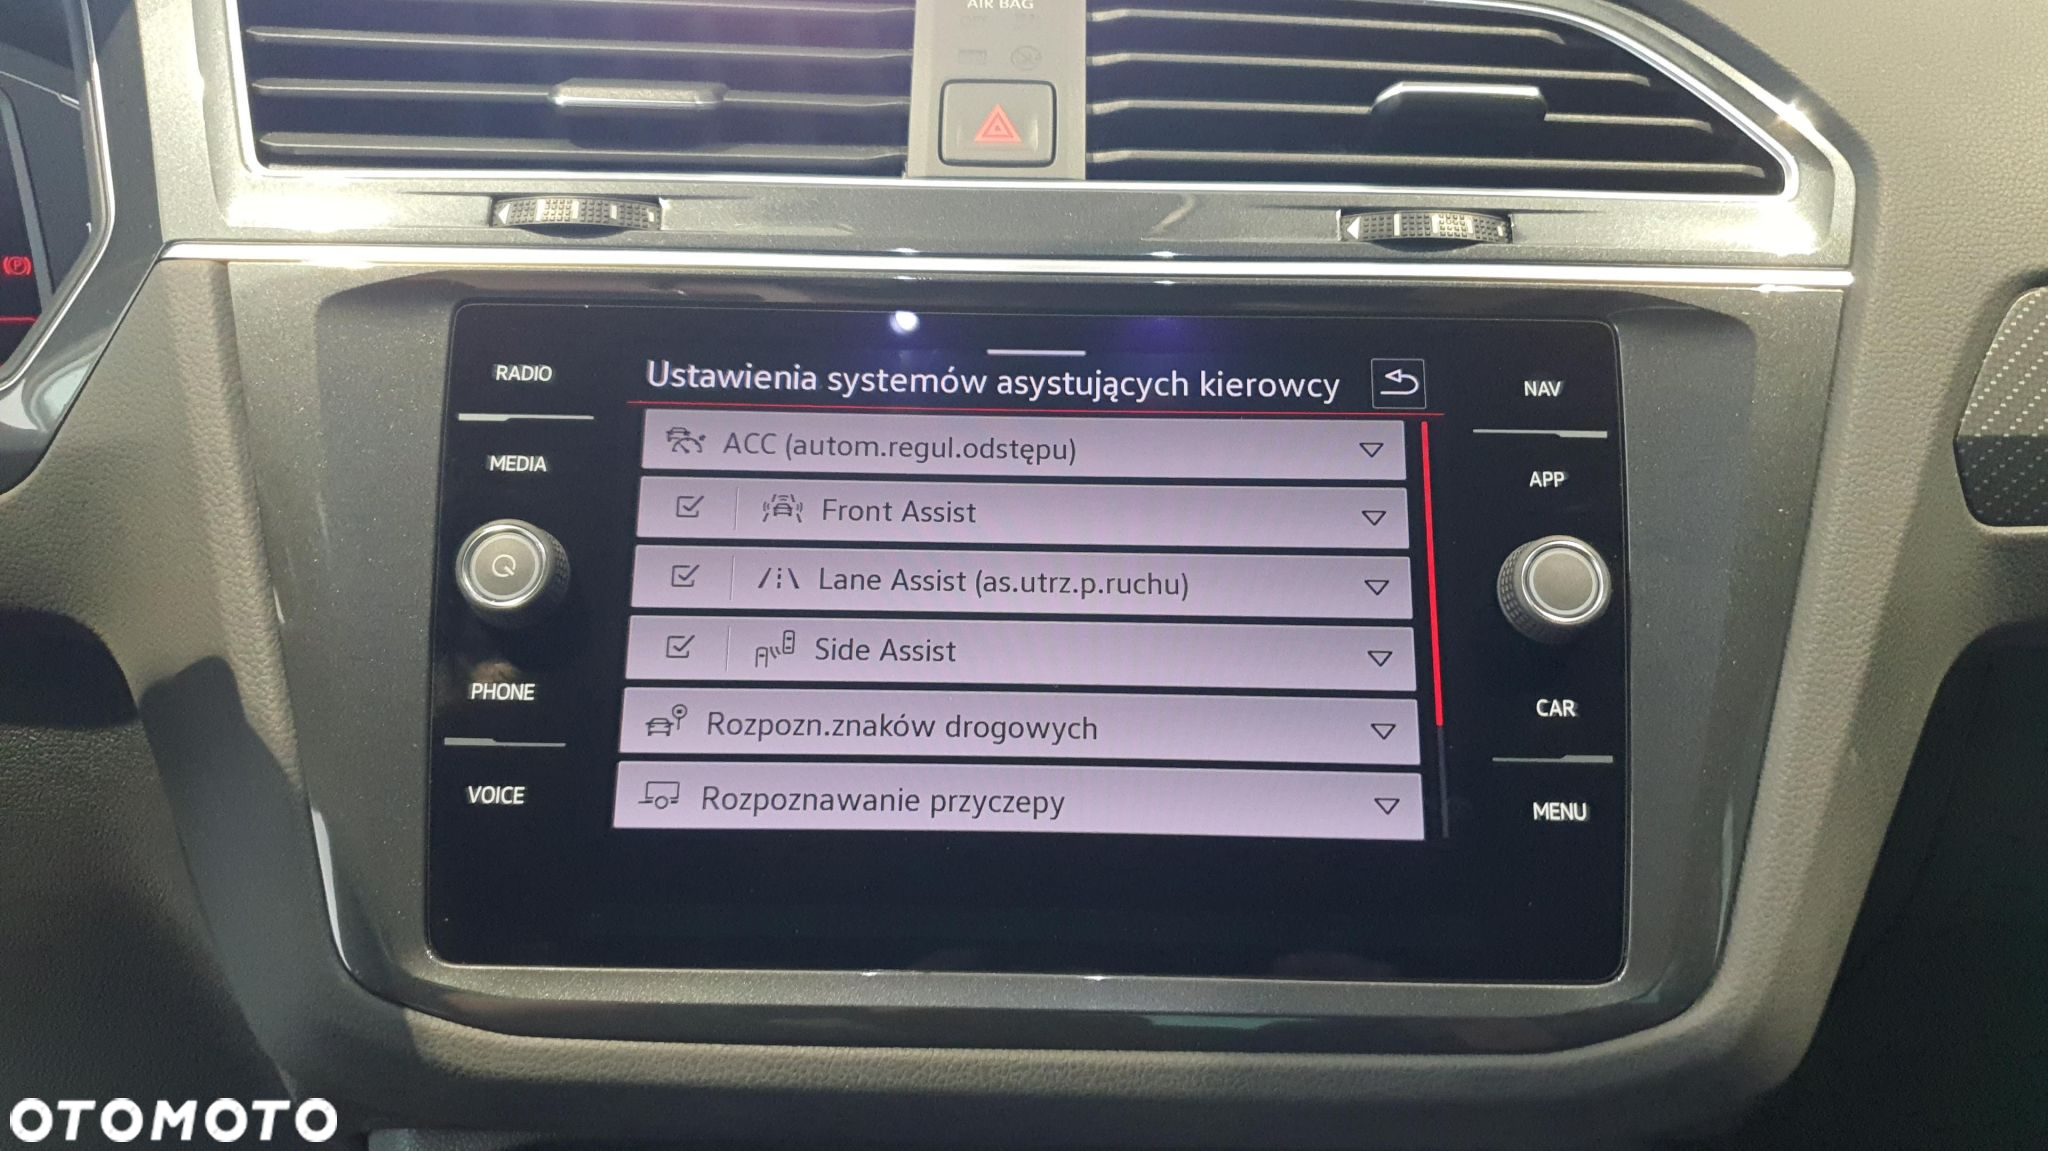 AIR BAG
RADIO
MEDIA
PHONE
VOICE
Ustawienia systemów asystujących kierowcy
ACC (autom.regul.odstępu)
Front Assist
Lane Assist (as.utrz.p.ruchu)
Side Assist
Rozpozn.znaków drogowych
Rozpoznawanie przyczepy
NAV
APP
CAR
MENU
(P)
OTOMOTO